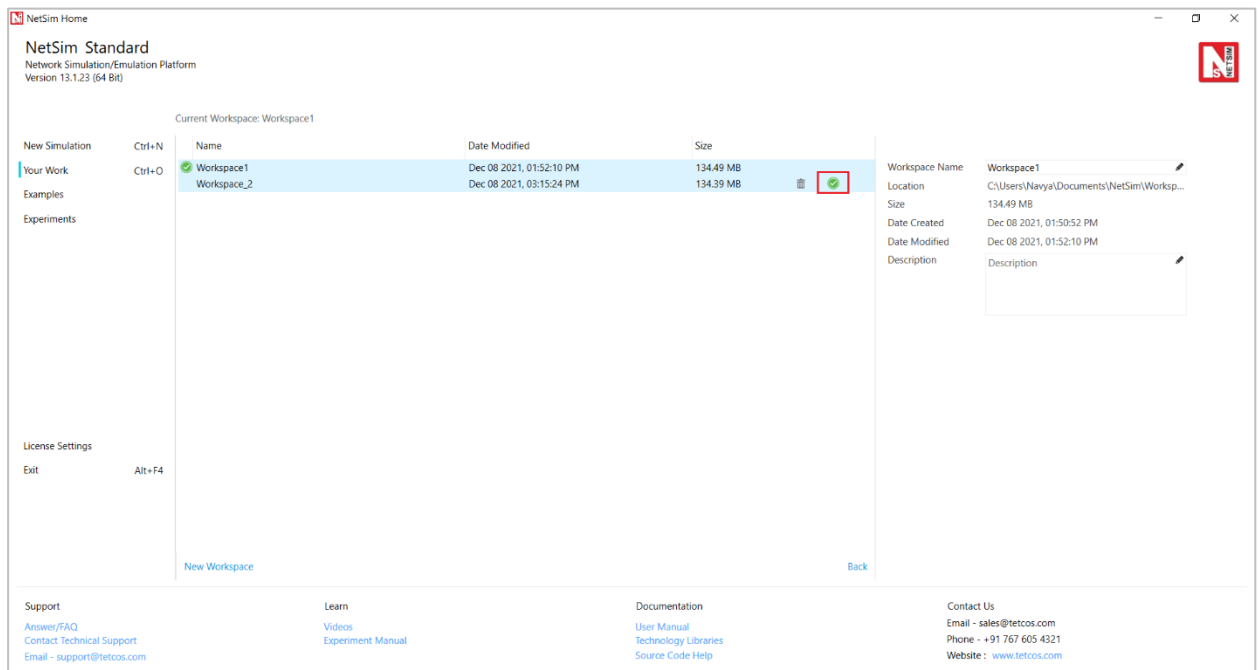 NetSim Home
NetSim Standard
Network Simulation/Emulation Platform
Version 13.1.23 (64 Bit)
NETSIM
Current Workspace: Workspace1
New Simulation Ctrl+N
Your Work Ctrl+O
Examples
Experiments
License Settings
Exit Alt+F4
Name Date Modified Size
Workspace1 Dec 08 2021, 01:52:10 PM 134.49 MB
Workspace_2 Dec 08 2021, 03:15:24 PM 134.39 MB
New Workspace Back
Workspace Name Workspace1
Location C:\Users\Navya\Documents\NetSim\Worksp...
Size 134.49 MB
Date Created Dec 08 2021, 01:50:52 PM
Date Modified Dec 08 2021, 01:52:10 PM
Description Description
Support
Answer/FAQ
Contact Technical Support
Email - support@tetcos.com
Learn
Videos
Experiment Manual
Documentation
User Manual
Technology Libraries
Source Code Help
Contact Us
Email - sales@tetcos.com
Phone - +91 767 605 4321
Website : www.tetcos.com